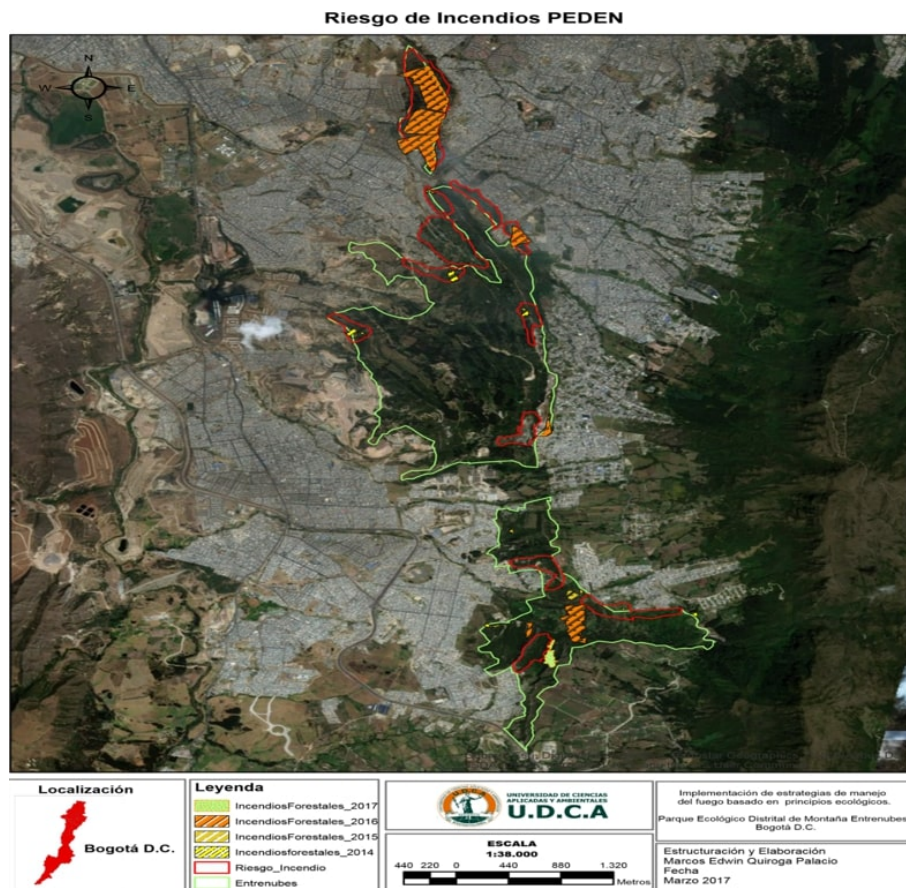 Riesgo de Incendios PEDEN
N
W
E
S
Localización
Bogotá D.C.
Leyenda
IncendiosForestales_2017
IncendiosForestales_2016
IncendiosForestales_2015
Incendiosforestales_2014
Riesgo_Incendio
Entrenubes
UNIVERSIDAD DE CIENCIAS
APLICADAS Y AMBIENTALES
U.D.C.A
ESCALA
1:38.000
440 220 0 440 880 1.320
Metros
Implementación de estrategias de manejo
del fuego basado en principios ecológicos.
Parque Ecológico Distrital de Montaña Entrenubes
Bogotá D.C.
Estructuración y Elaboración
Marcos Edwin Quiroga Palacio
Fecha
Marzo 2017